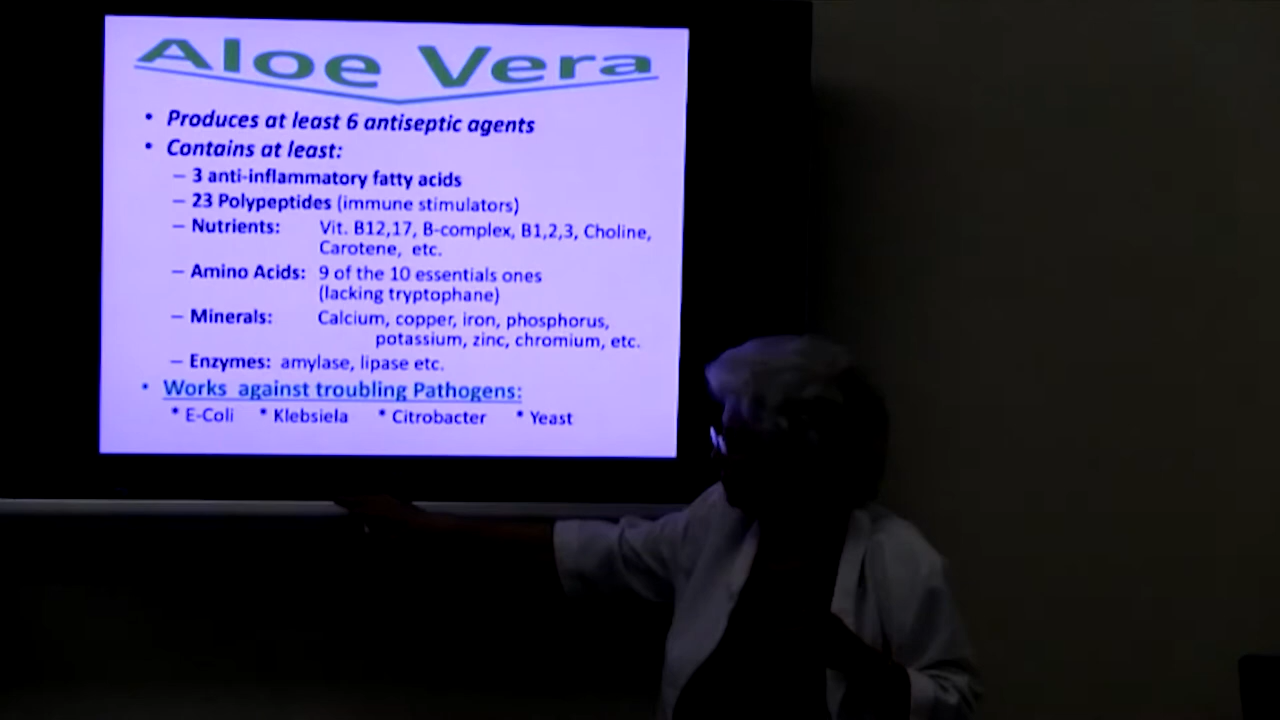 Aloe Vera
• Produces at least 6 antiseptic agents
• Contains at least:
– 3 anti-inflammatory fatty acids
– 23 Polypeptides (immune stimulators)
– Nutrients: Vit. B12,17, B-complex, B1,2,3, Choline,
Carotene, etc.
– Amino Acids: 9 of the 10 essentials ones
(lacking tryptophane)
– Minerals: Calcium, copper, iron, phosphorus,
potassium, zinc, chromium, etc.
– Enzymes: amylase, lipase etc.
• Works against troubling Pathogens:
* E-Coli * Klebsiela * Citrobacter * Yeast